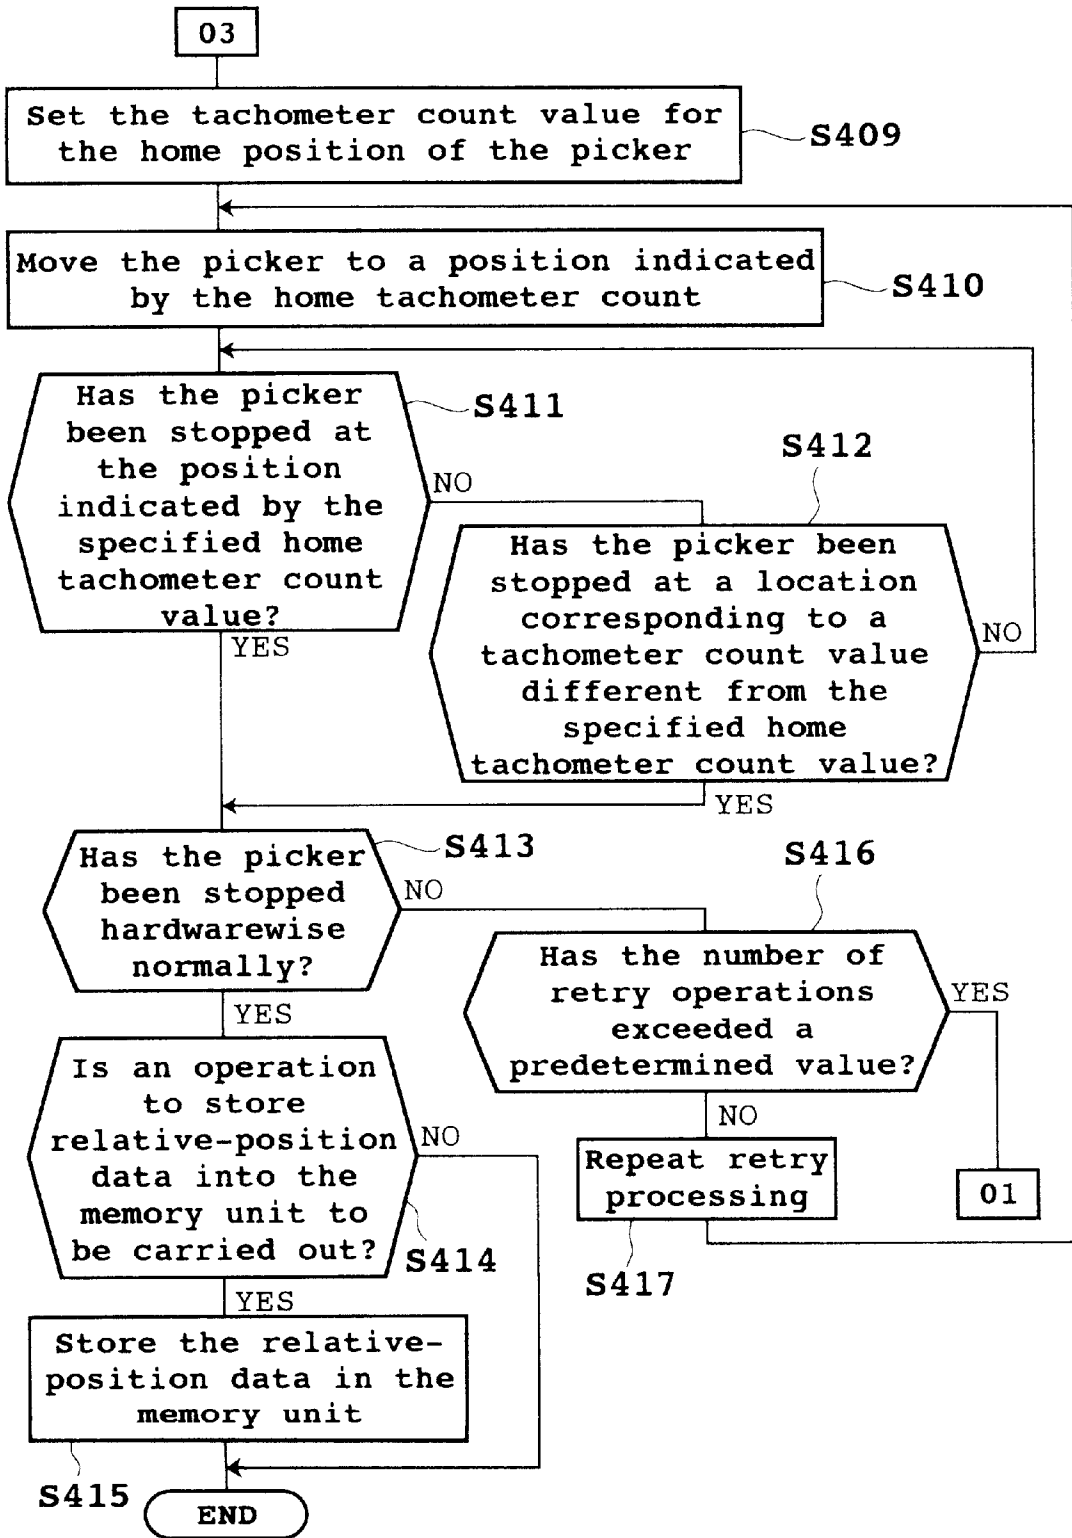 03
Set the tachometer count value for
the home position of the picker
S409
Move the picker to a position indicated
by the home tachometer count
S410
Has the picker
been stopped at
the position
indicated by the
specified home
tachometer count
value?
S411
NO
YES
S412
Has the picker been
stopped at a location
corresponding to a
tachometer count value
different from the
specified home
tachometer count value?
NO
YES
Has the picker
been stopped
hardwarewise
normally?
S413
NO
YES
S416
Has the number of
retry operations
exceeded a
predetermined value?
YES
NO
Is an operation
to store
relative-position
data into the
memory unit to
be carried out?
NO
S414
YES
Repeat retry
processing
S417
01
Store the relative-
position data in the
memory unit
S415
END